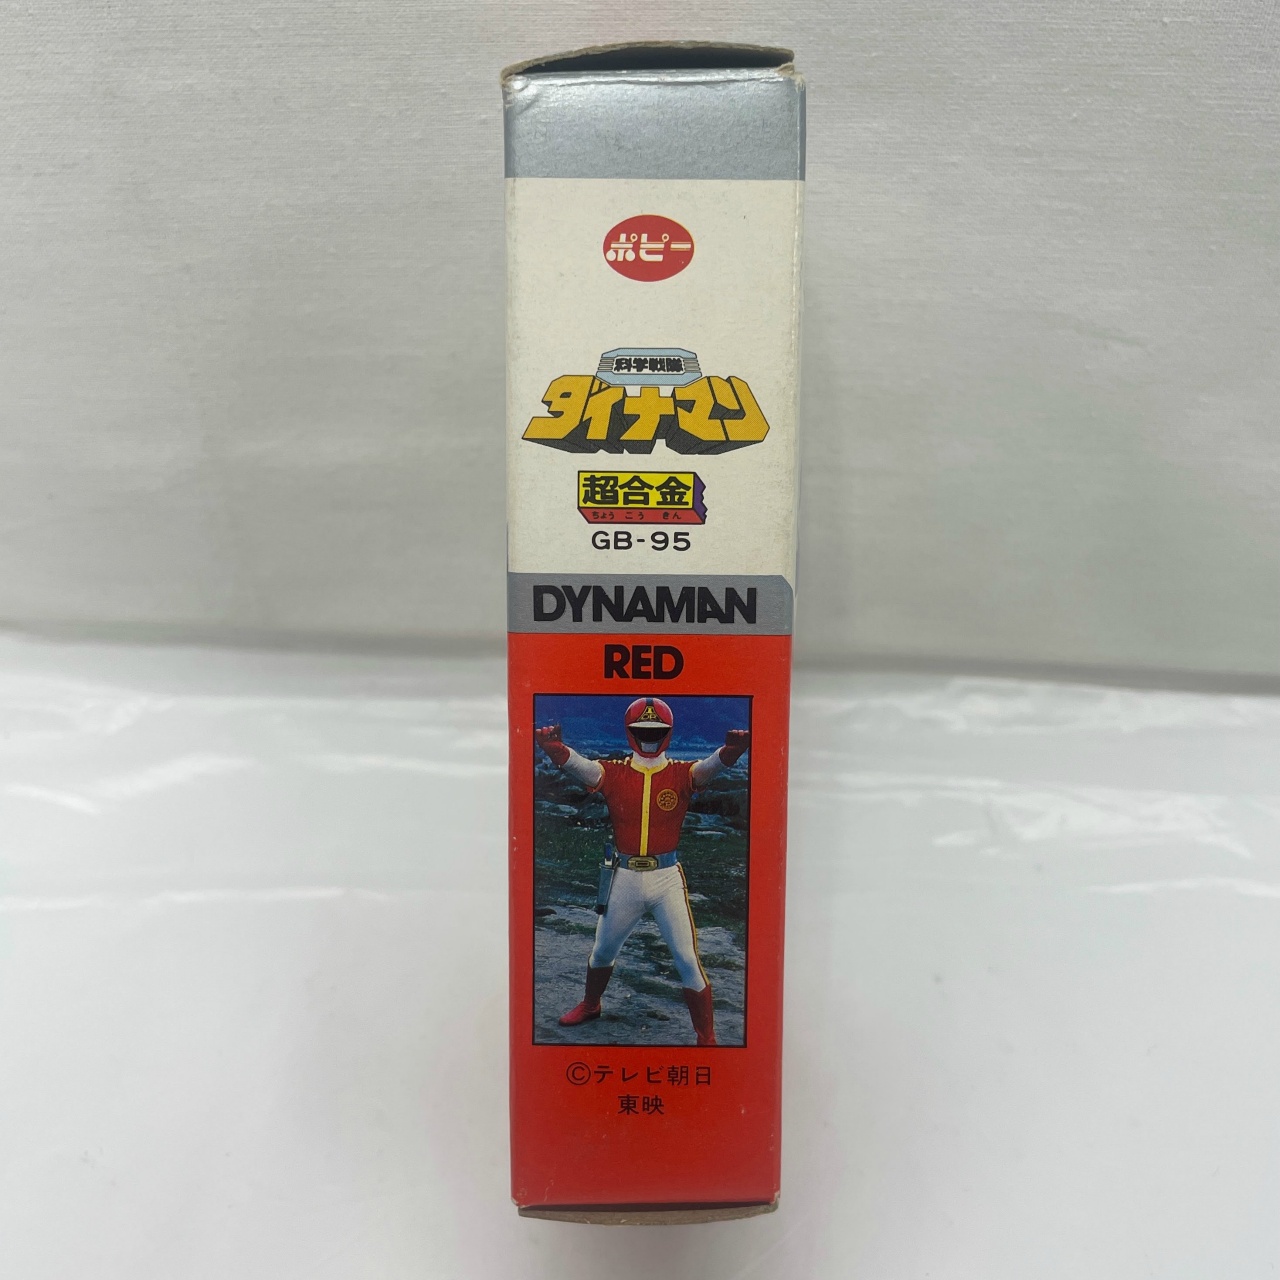 ポピー
科学戦隊
ダイナマン
超合金
ちょう ごう きん
GB-95
DYNAMAN
RED
©テレビ朝日
東映